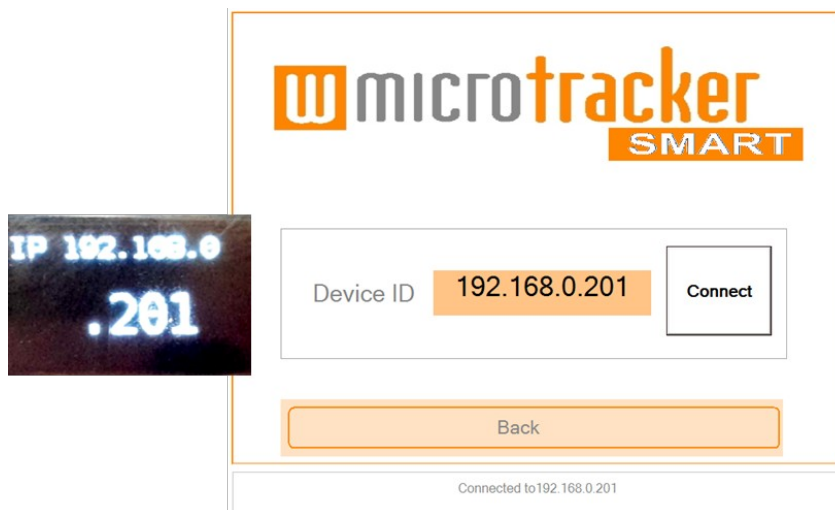 wmicrotracker
SMART
IP 192.168.0
.201
Device ID
192.168.0.201
Connect
Back
Connected to192.168.0.201